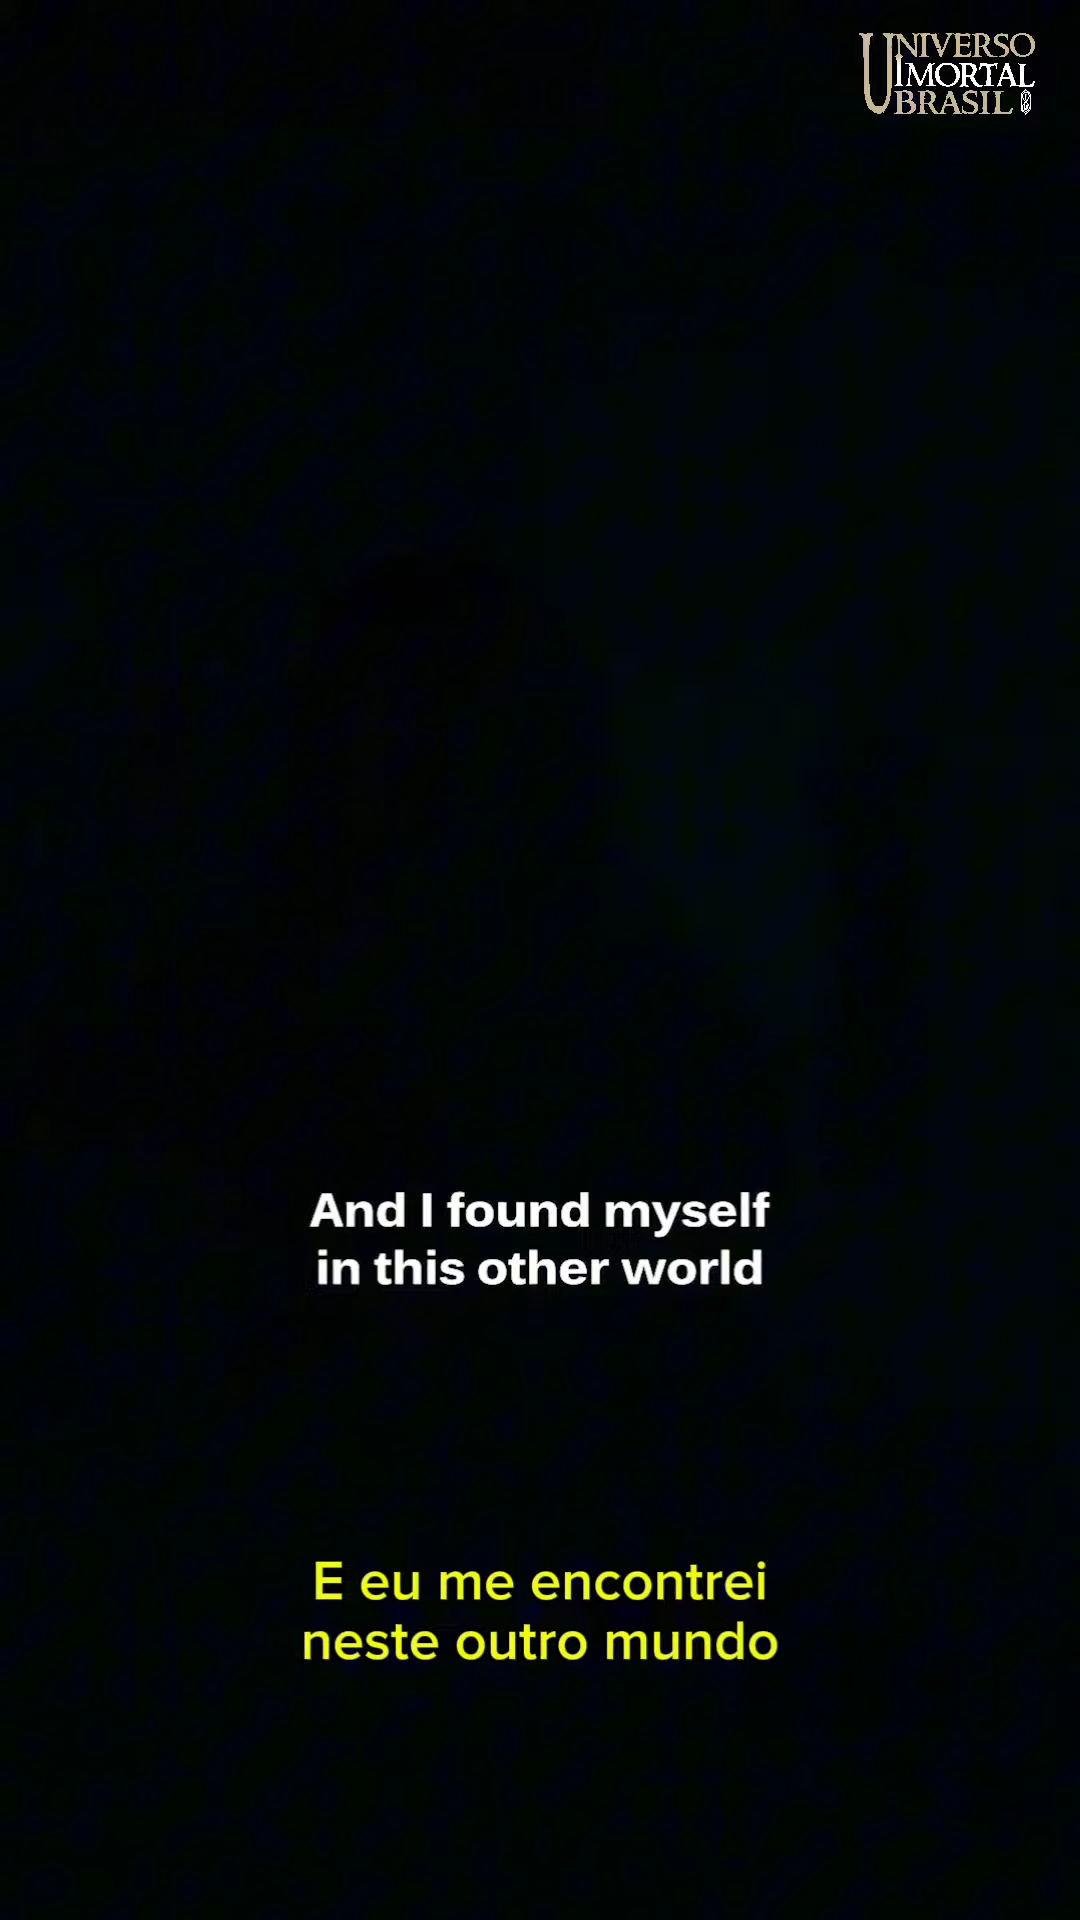 UNIVERSO
IMORTAL
BRASIL
And I found myself
in this other world
E eu me encontrei
neste outro mundo